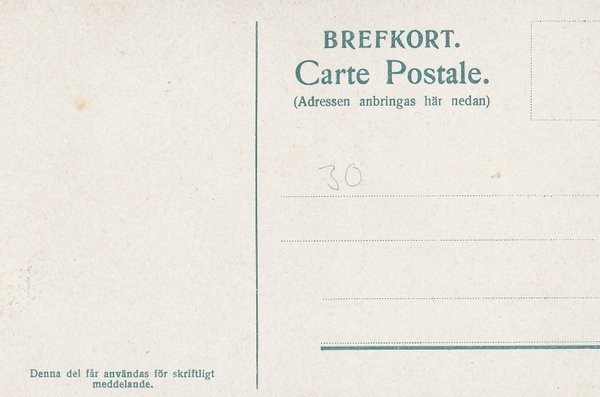 BREFKORT.
Carte Postale.
(Adressen anbringas här nedan)
30
Denna del får användas för skriftligt
meddelande.